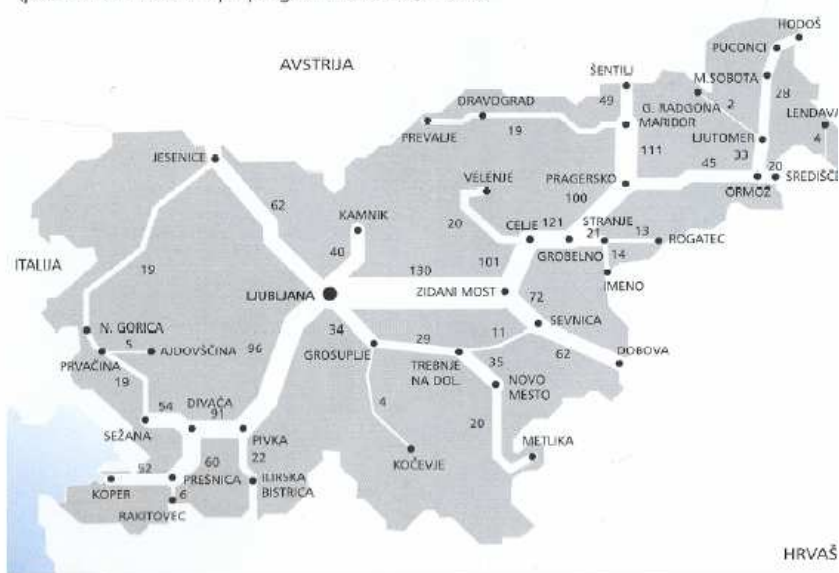 HODOŠ
PUCONCI
AVSTRIJA
ŠENTILJ
M.SOBOTA
28
49
DRAVOGRAD
G. RADGONA
2
LENDAVA
PREVALJE
19
MARIBOR
LJUTOMER
4
JESENICE
111
33
VELENJE
PRAGERSKO
45
20
SREDIŠČE
ORMOŽ
62
KAMNIK
100
20
CELJE
121
STRANJE
21
13
ROGATEC
40
GROBELNO
14
ITALIJA
19
130
101
IMENO
LJUBLJANA
ZIDANI MOST
72
N. GORICA
34
SEVNICA
5
AJDOVŠČINA
96
GROSUPLJE
29
11
62
DOBOVA
PRVAČINA
TREBNJE
NA DOL.
35
19
NOVO
MESTO
4
54
DIVAČA
91
20
SEŽANA
PIVKA
METLIKA
60
22
KOČEVJE
52
PREŠNICA
ILIRSKA
BISTRICA
KOPER
6
RAKITOVEC
HRVAŠ